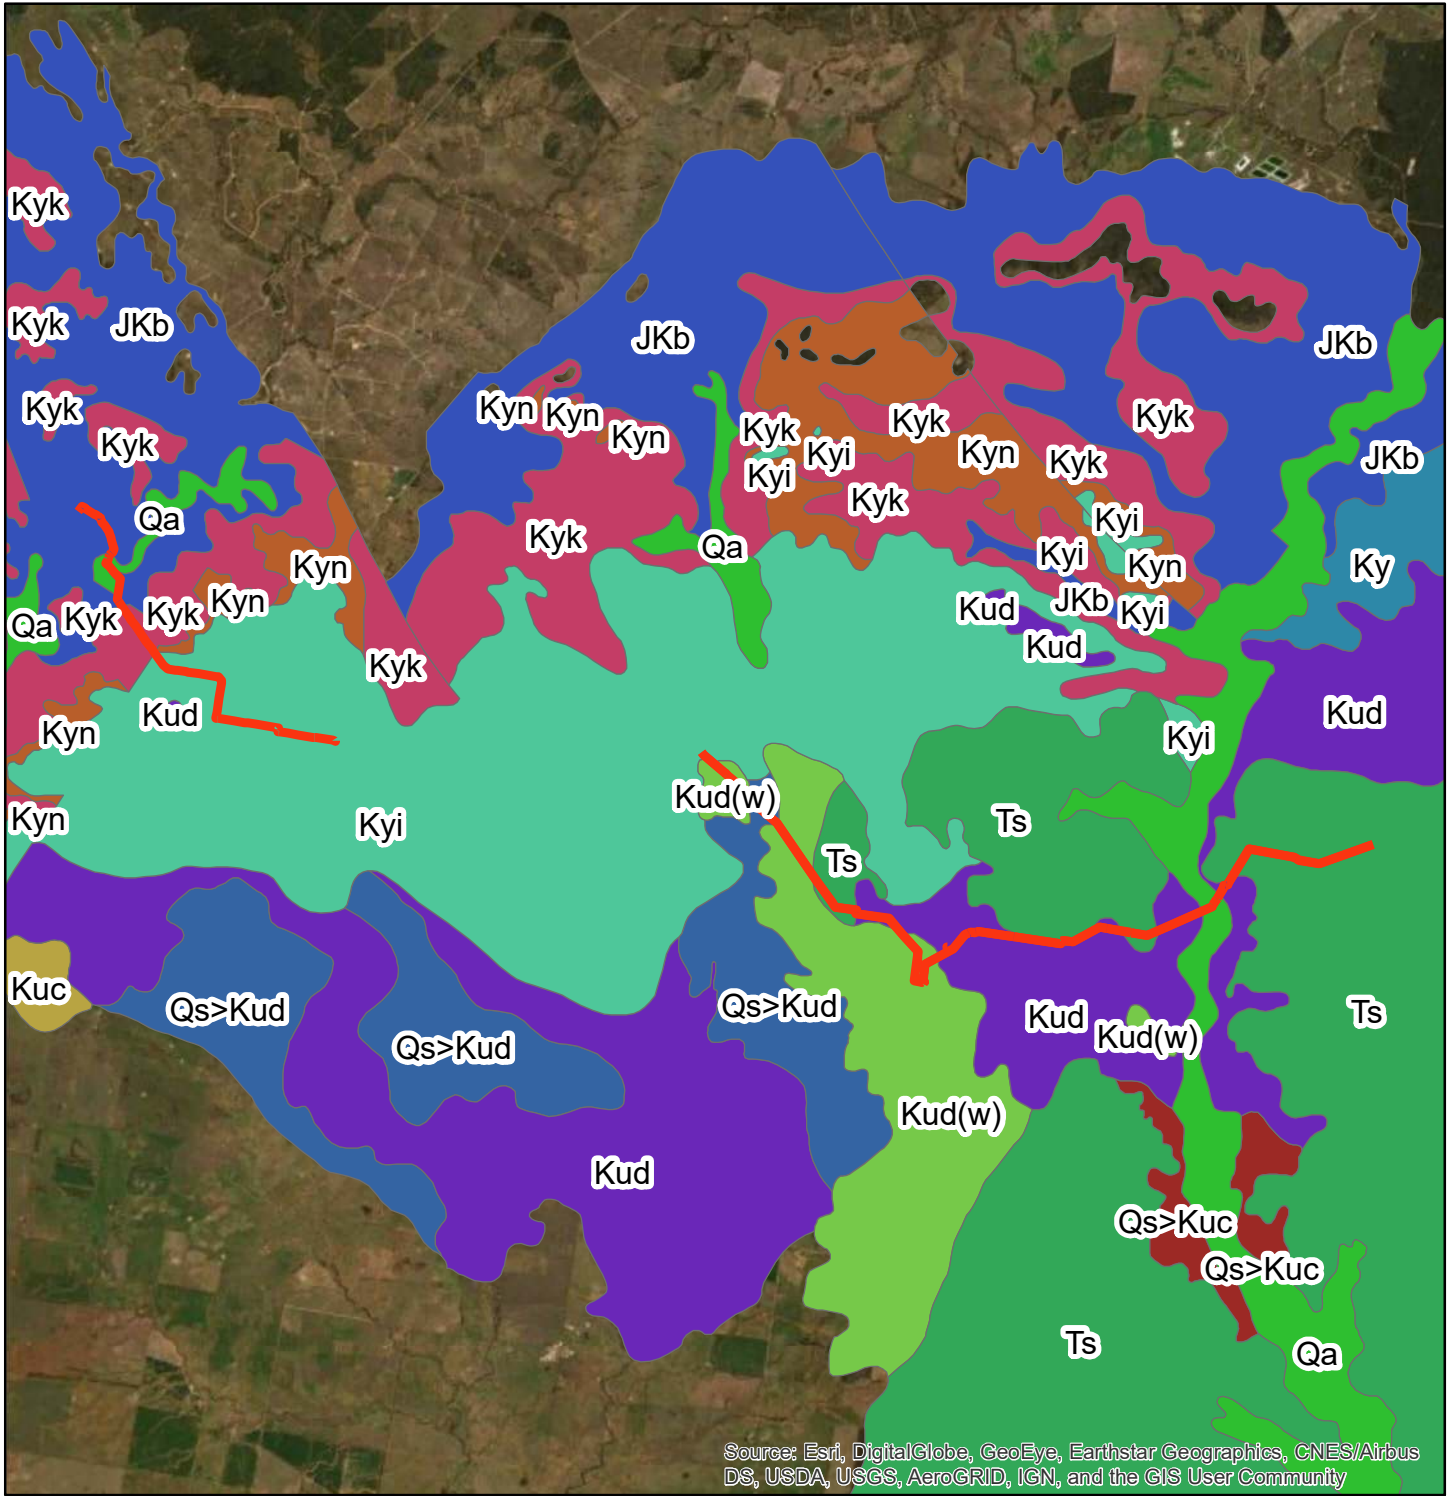 Kyk
Kyk
JKb
JKb
JKb
Kyk
Kyn
Kyn
Kyn
Kyk
Kyk
Kyn
Kyk
Kyk
Kyk
Kyi
Kyi
Kyk
Kyk
JKb
Qa
Kyk
Qa
Kyi
Kyi
Kyn
Ky
Kyn
Kyn
Qa
Kyk
Kyk
Kud
JKb
Kyi
Kud
Kyk
Kud
Kyn
Kyi
Kud
Kud(w)
Kyn
Kyi
Ts
Ts
Kuc
Qs>Kud
Qs>Kud
Qs>Kud
Kud
Kud(w)
Ts
Kud(w)
Kud
Qs>Kuc
Qs>Kuc
Ts
Qa
Source: Esri, DigitalGlobe, GeoEye, Earthstar Geographics, CNES/Airbus
DS, USDA, USGS, AeroGRID, IGN, and the GIS User Community